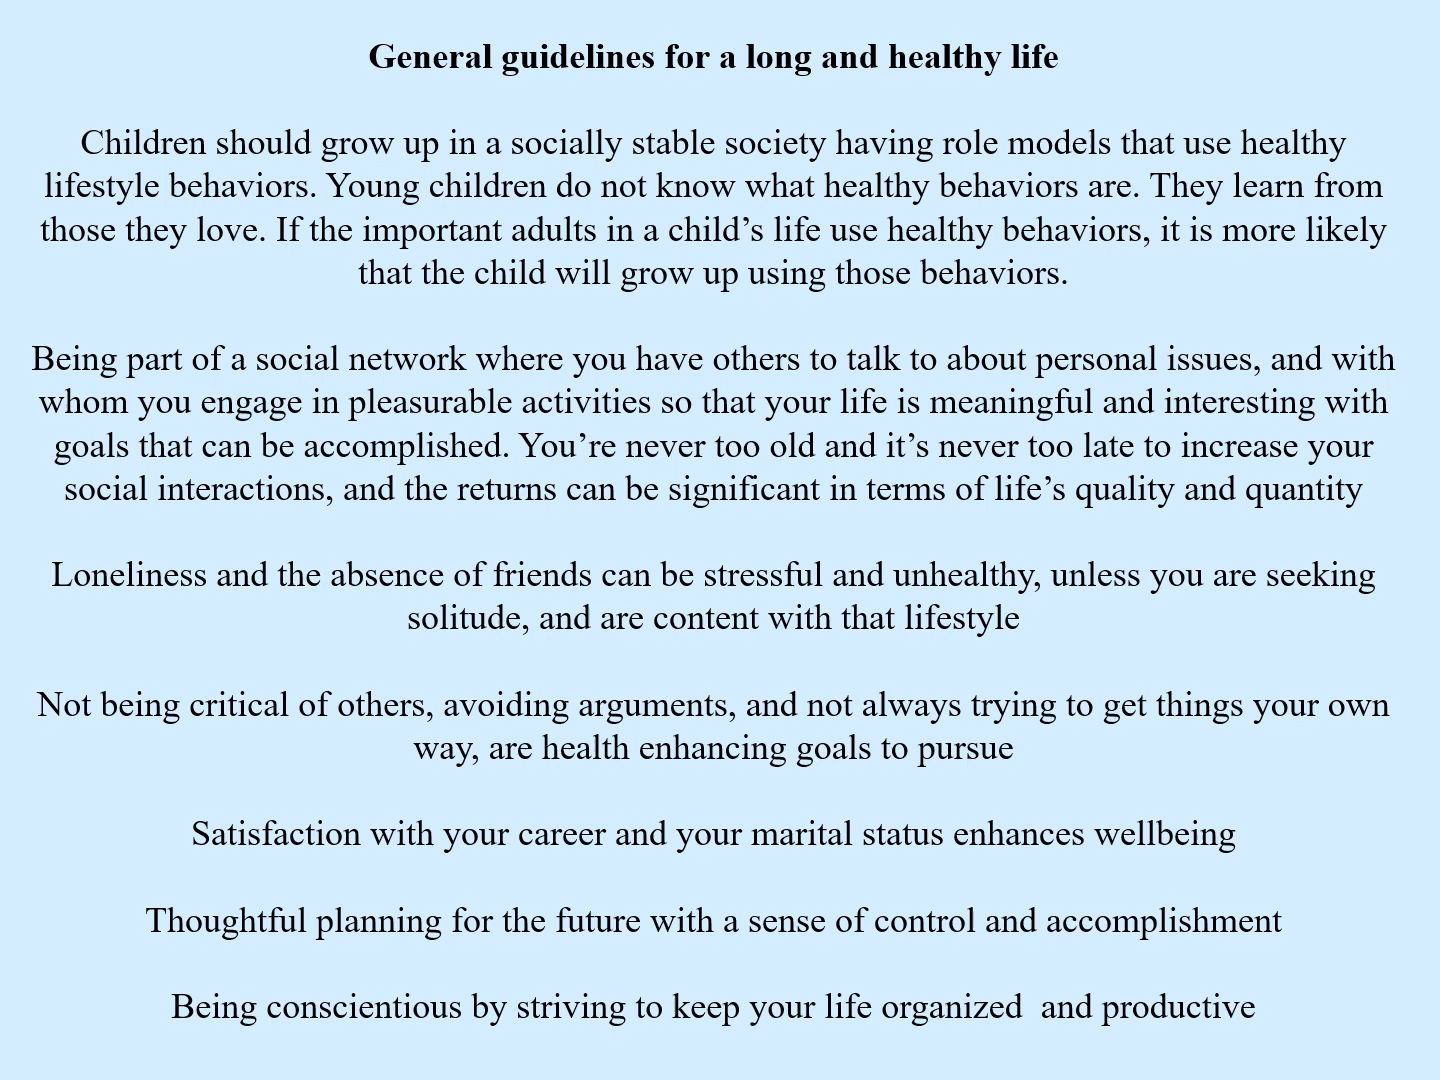 General guidelines for a long and healthy life
Children should grow up in a socially stable society having role models that use healthy
lifestyle behaviors. Young children do not know what healthy behaviors are. They learn from
those they love. If the important adults in a child’s life use healthy behaviors, it is more likely
that the child will grow up using those behaviors.
Being part of a social network where you have others to talk to about personal issues, and with
whom you engage in pleasurable activities so that your life is meaningful and interesting with
goals that can be accomplished. You’re never too old and it’s never too late to increase your
social interactions, and the returns can be significant in terms of life’s quality and quantity
Loneliness and the absence of friends can be stressful and unhealthy, unless you are seeking
solitude, and are content with that lifestyle
Not being critical of others, avoiding arguments, and not always trying to get things your own
way, are health enhancing goals to pursue
Satisfaction with your career and your marital status enhances wellbeing
Thoughtful planning for the future with a sense of control and accomplishment
Being conscientious by striving to keep your life organized  and productive